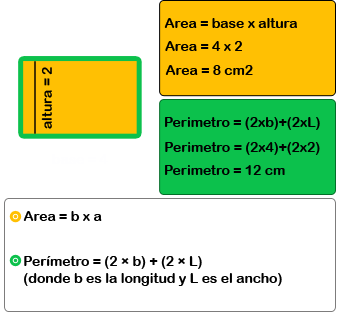 altura = 2
Area = base x altura
Area = 4 x 2
Area = 8 cm2
Perimetro = (2xb)+(2xL)
Perimetro = (2x4)+(2x2)
Perimetro = 12 cm
Area = b x a
Perímetro = (2 × b) + (2 × L)
(donde b es la longitud y L es el ancho)